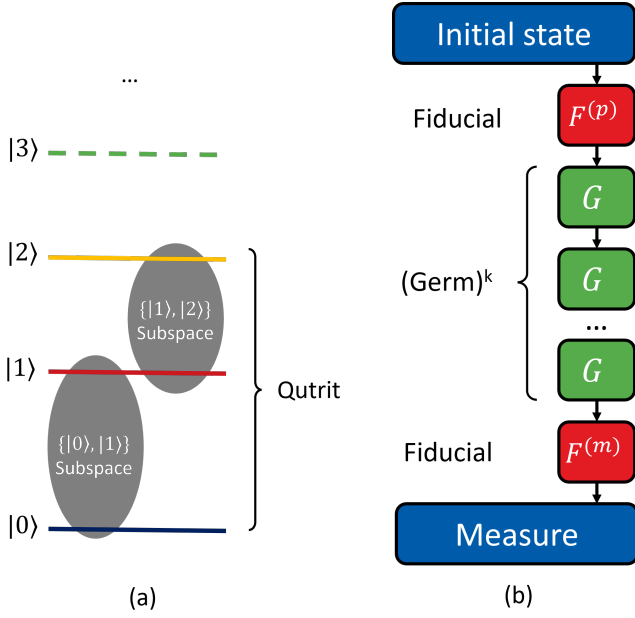 ...
|3⟩
|2⟩
{|1⟩, |2⟩}
Subspace
|1⟩
Qutrit
{|0⟩, |1⟩}
Subspace
|0⟩
(a)
Initial state
Fiducial
F^(p)
G
(Germ)^k
G
...
G
Fiducial
F^(m)
Measure
(b)